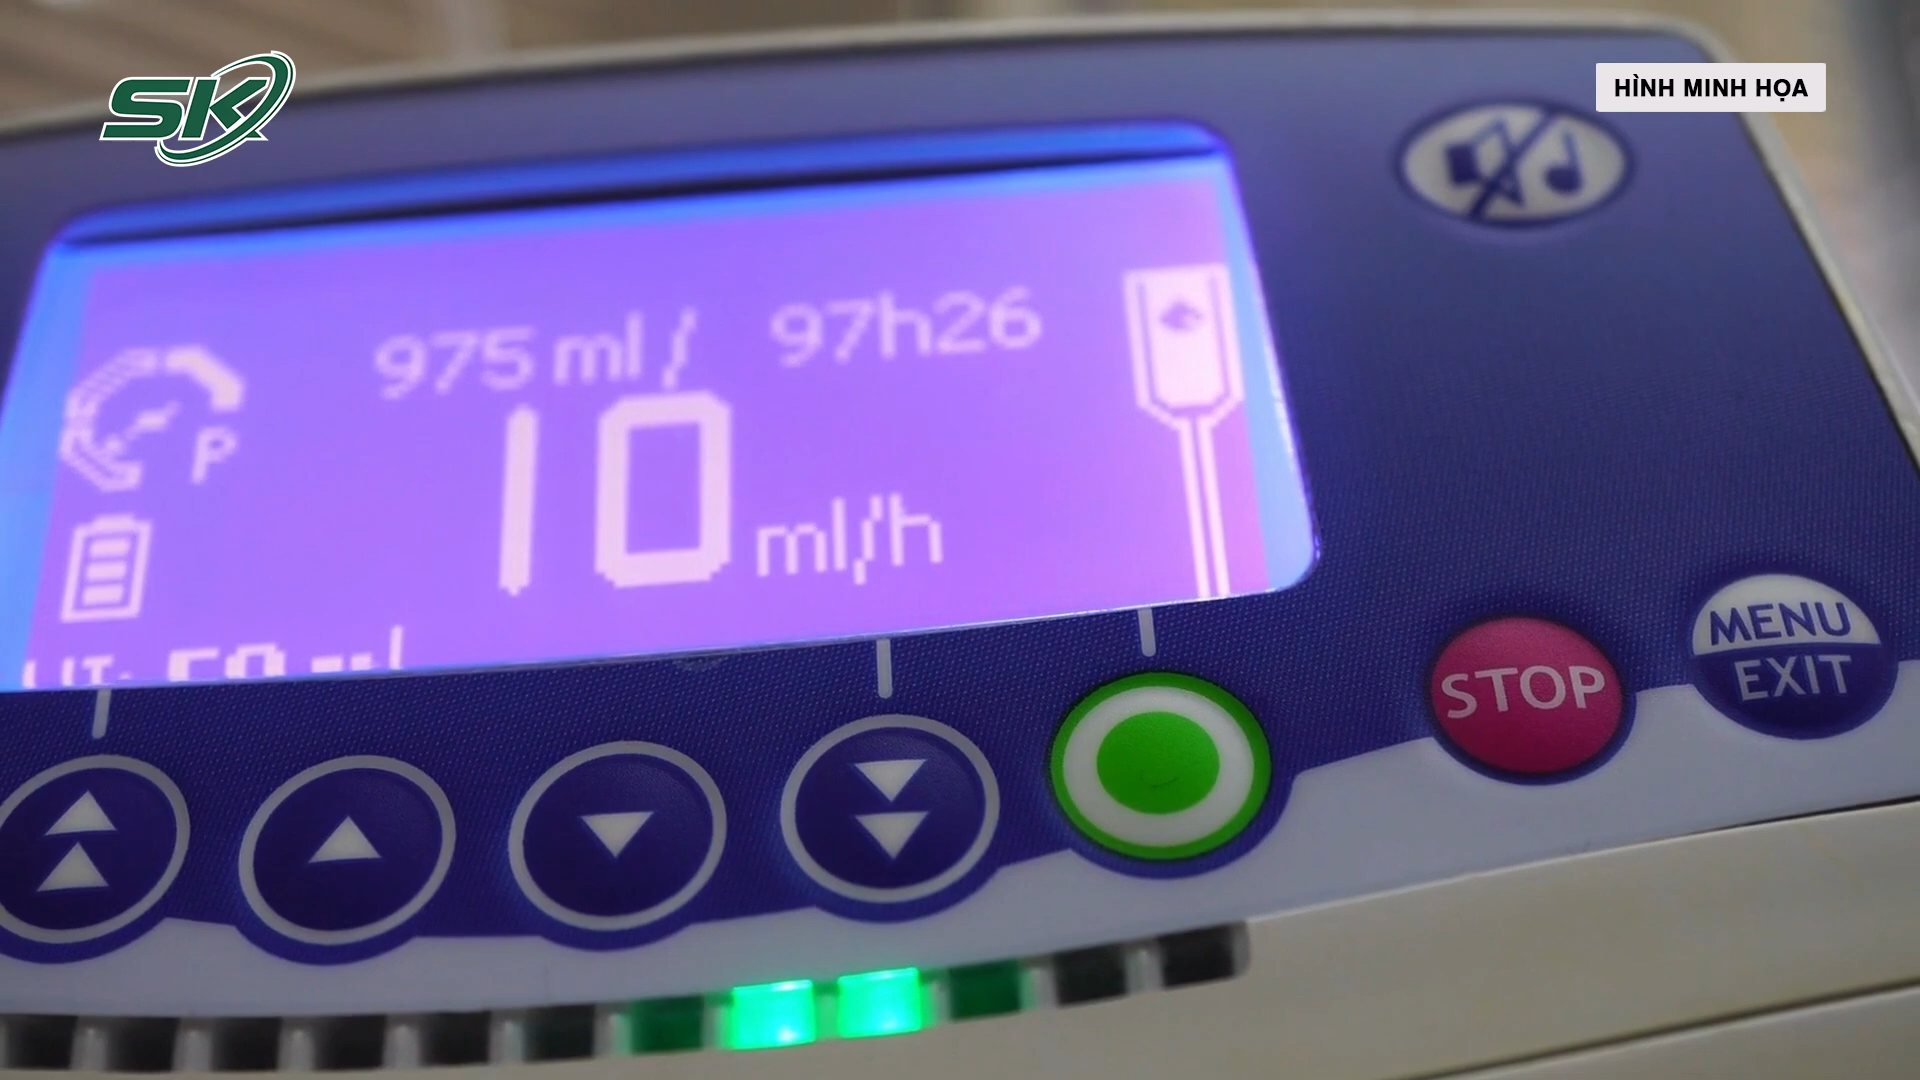 SK
HÌNH MINH HỌA
975 ml / 97h26
P
10 ml/h
MENU
EXIT
STOP